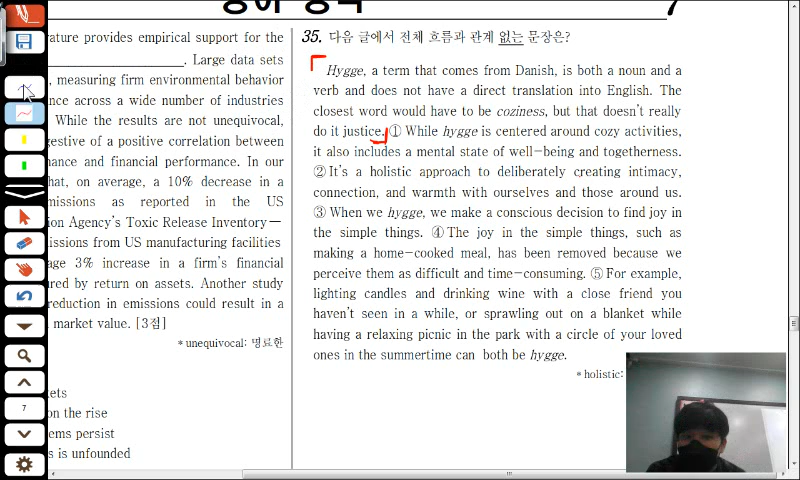 7
rature provides empirical support for the
. Large data sets
, measuring firm environmental behavior
nce across a wide number of industries
While the results are not unequivocal,
gestive of a positive correlation between
nance and financial performance. In our
hat, on average, a 10% decrease in a
missions as reported in the US
ion Agency's Toxic Release Inventory—
issions from US manufacturing facilities
age 3% increase in a firm's financial
ured by return on assets. Another study
reduction in emissions could result in a
market value. [3점]
* unequivocal: 명료한
kets
on the rise
ems persist
s is unfounded
35. 다음 글에서 전체 흐름과 관계 없는 문장은?
Hygge, a term that comes from Danish, is both a noun and a
verb and does not have a direct translation into English. The
closest word would have to be coziness, but that doesn't really
do it justice. ① While hygge is centered around cozy activities,
it also includes a mental state of well-being and togetherness.
② It's a holistic approach to deliberately creating intimacy,
connection, and warmth with ourselves and those around us.
③ When we hygge, we make a conscious decision to find joy in
the simple things. ④ The joy in the simple things, such as
making a home-cooked meal, has been removed because we
perceive them as difficult and time-consuming. ⑤ For example,
lighting candles and drinking wine with a close friend you
haven't seen in a while, or sprawling out on a blanket while
having a relaxing picnic in the park with a circle of your loved
ones in the summertime can both be hygge.
* holistic:
7